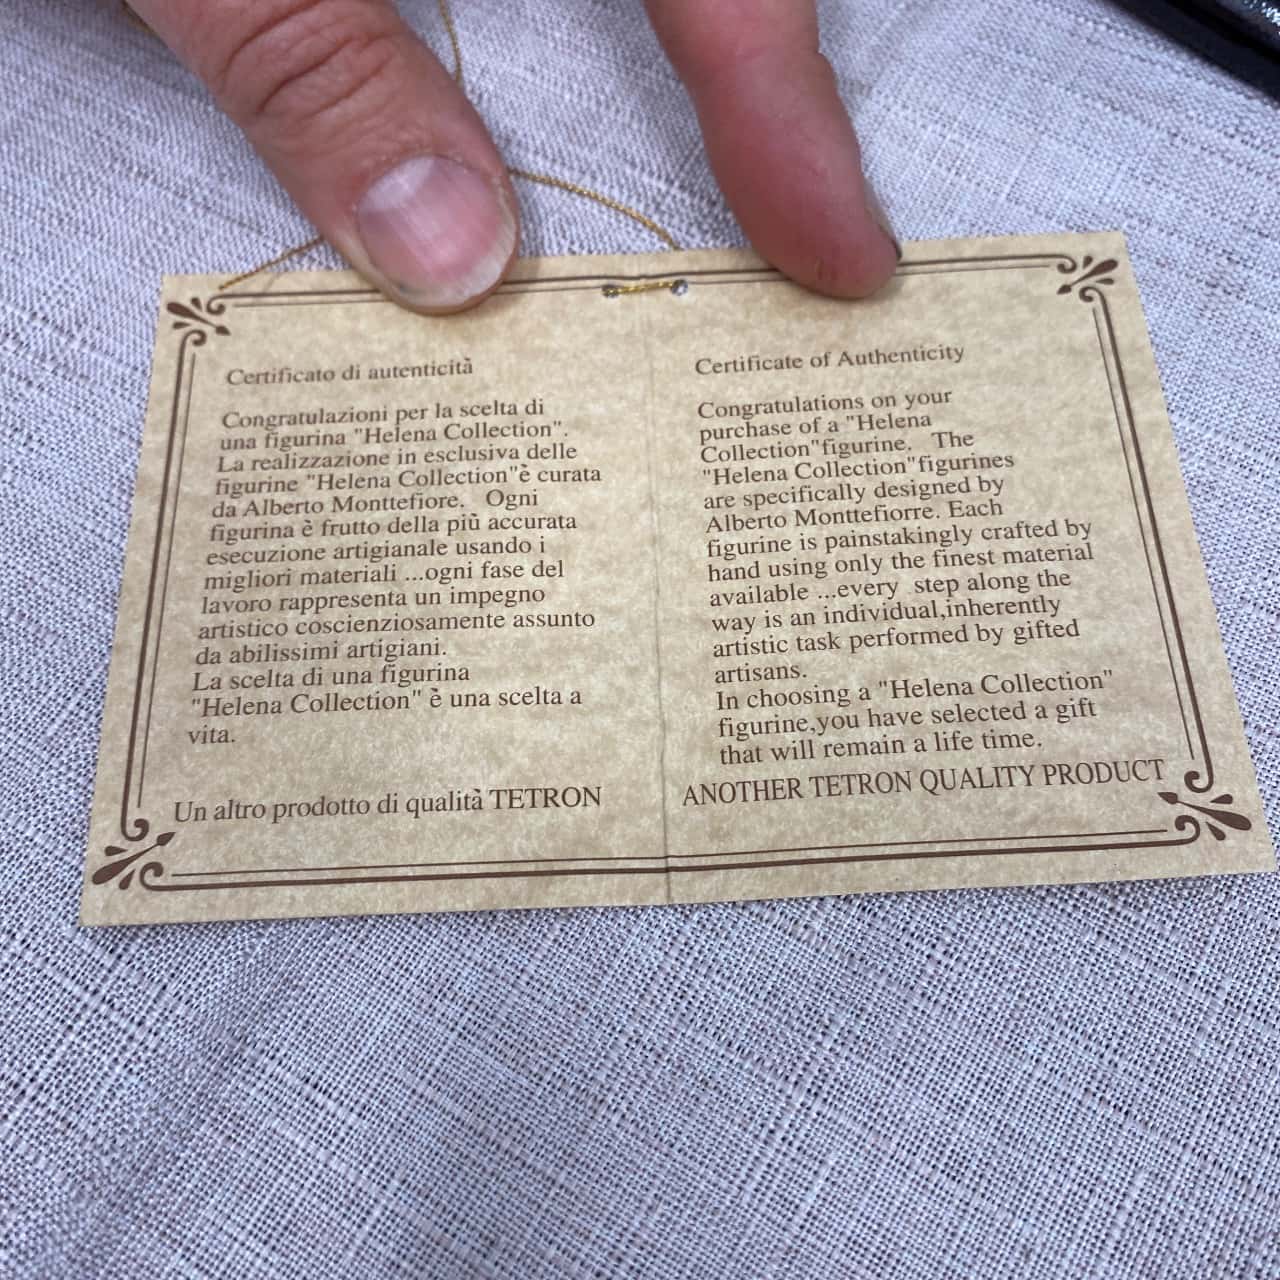 Certificato di autenticità
Congratulazioni per la scelta di
una figurina "Helena Collection".
La realizzazione in esclusiva delle
figurine "Helena Collection"è curata
da Alberto Monttefiore. Ogni
figurina è frutto della più accurata
esecuzione artigianale usando i
migliori materiali ...ogni fase del
lavoro rappresenta un impegno
artistico coscienziosamente assunto
da abilissimi artigiani.
La scelta di una figurina
"Helena Collection" è una scelta a
vita.
Un altro prodotto di qualità TETRON
Certificate of Authenticity
Congratulations on your
purchase of a "Helena
Collection"figurine. The
"Helena Collection"figurines
are specifically designed by
Alberto Monttefiorre. Each
figurine is painstakingly crafted by
hand using only the finest material
available ...every step along the
way is an individual,inherently
artistic task performed by gifted
artisans.
In choosing a "Helena Collection"
figurine,you have selected a gift
that will remain a life time.
ANOTHER TETRON QUALITY PRODUCT